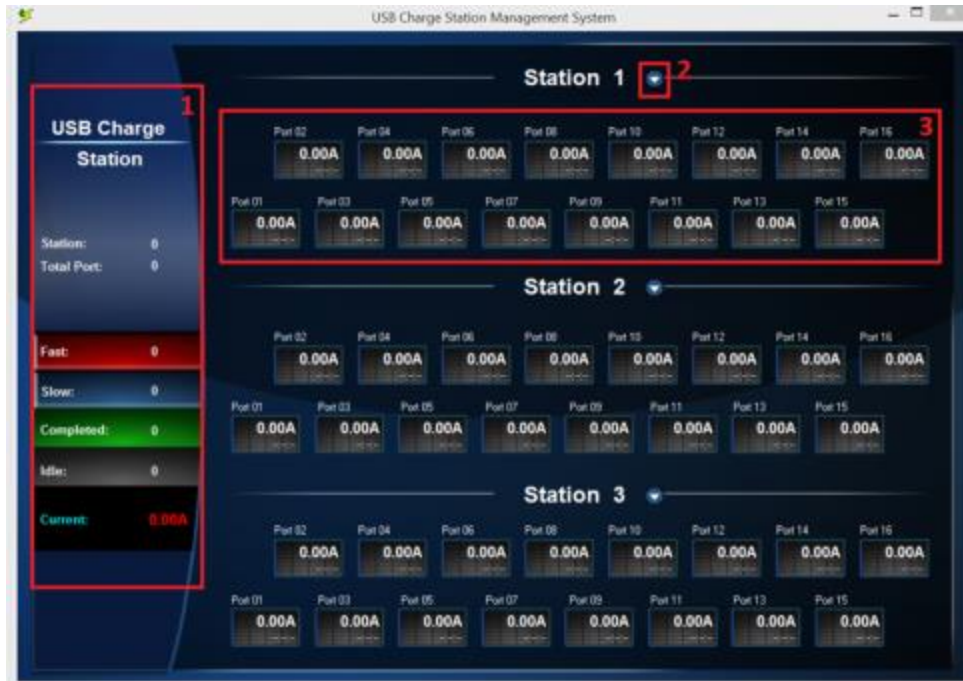 USB Charge Station Management System
1
USB Charge
Station
Station: 0
Total Port: 0
Fast: 0
Slow: 0
Completed: 0
Idle: 0
Current: 0.00A
Station 1 2
3
Port 02 Port 04 Port 06 Port 08 Port 10 Port 12 Port 14 Port 16
0.00A 0.00A 0.00A 0.00A 0.00A 0.00A 0.00A 0.00A
Port 01 Port 03 Port 05 Port 07 Port 09 Port 11 Port 13 Port 15
0.00A 0.00A 0.00A 0.00A 0.00A 0.00A 0.00A 0.00A
Station 2
Port 02 Port 04 Port 06 Port 08 Port 10 Port 12 Port 14 Port 16
0.00A 0.00A 0.00A 0.00A 0.00A 0.00A 0.00A 0.00A
Port 01 Port 03 Port 05 Port 07 Port 09 Port 11 Port 13 Port 15
0.00A 0.00A 0.00A 0.00A 0.00A 0.00A 0.00A 0.00A
Station 3
Port 02 Port 04 Port 06 Port 08 Port 10 Port 12 Port 14 Port 16
0.00A 0.00A 0.00A 0.00A 0.00A 0.00A 0.00A 0.00A
Port 01 Port 03 Port 05 Port 07 Port 09 Port 11 Port 13 Port 15
0.00A 0.00A 0.00A 0.00A 0.00A 0.00A 0.00A 0.00A